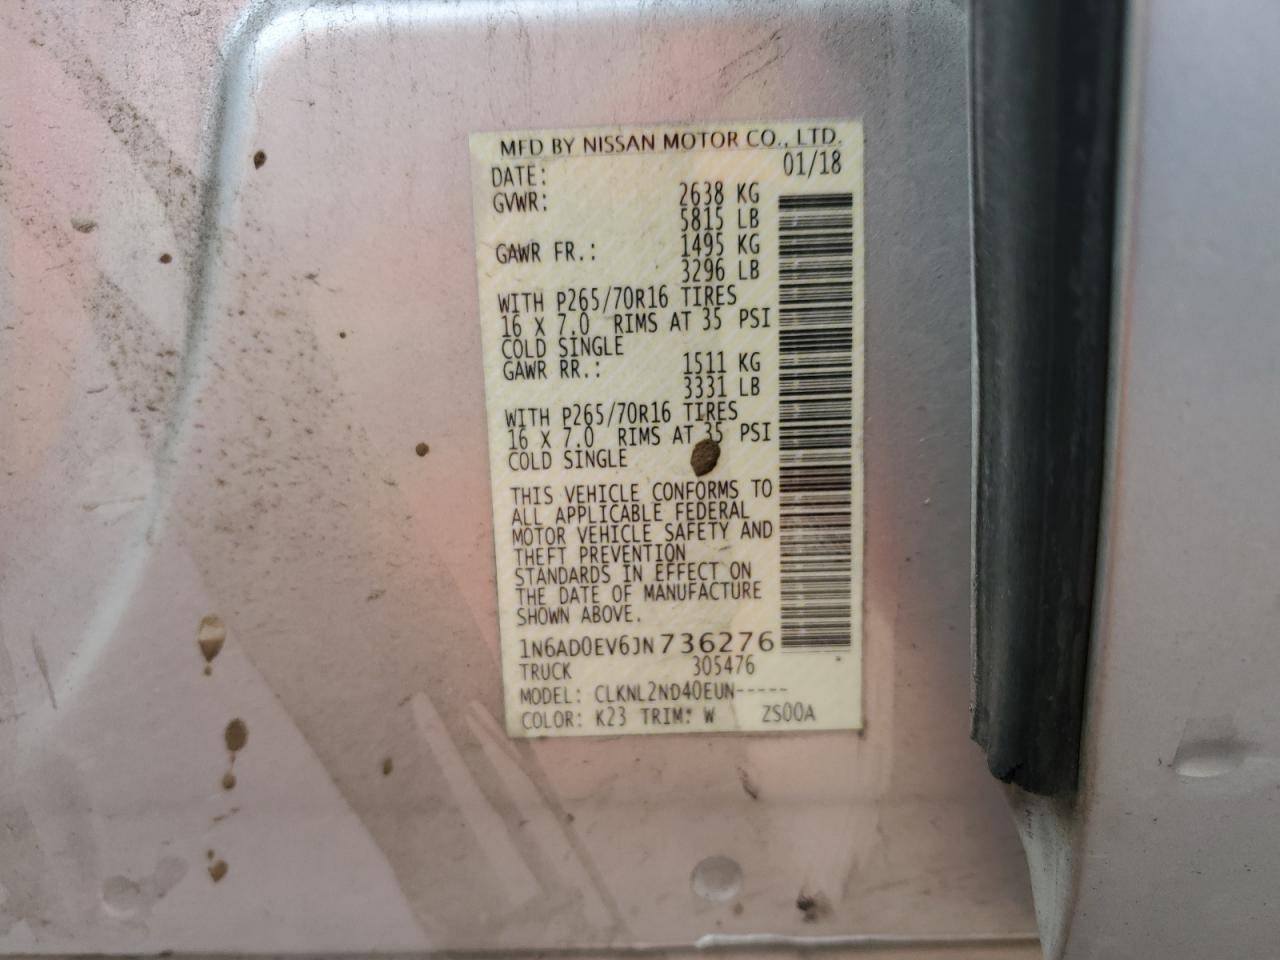 MFD BY NISSAN MOTOR CO., LTD.
DATE: 01/18
GVWR: 2638 KG
5815 LB
GAWR FR.: 1495 KG
3296 LB
WITH P265/70R16 TIRES
16 X 7.0 RIMS AT 35 PSI
COLD SINGLE
GAWR RR.: 1511 KG
3331 LB
WITH P265/70R16 TIRES
16 X 7.0 RIMS AT 35 PSI
COLD SINGLE
THIS VEHICLE CONFORMS TO
ALL APPLICABLE FEDERAL
MOTOR VEHICLE SAFETY AND
THEFT PREVENTION
STANDARDS IN EFFECT ON
THE DATE OF MANUFACTURE
SHOWN ABOVE.
1N6AD0EV6JN736276
TRUCK 305476
MODEL: CLKNL2ND40EUN-----
COLOR: K23 TRIM: W ZS00A